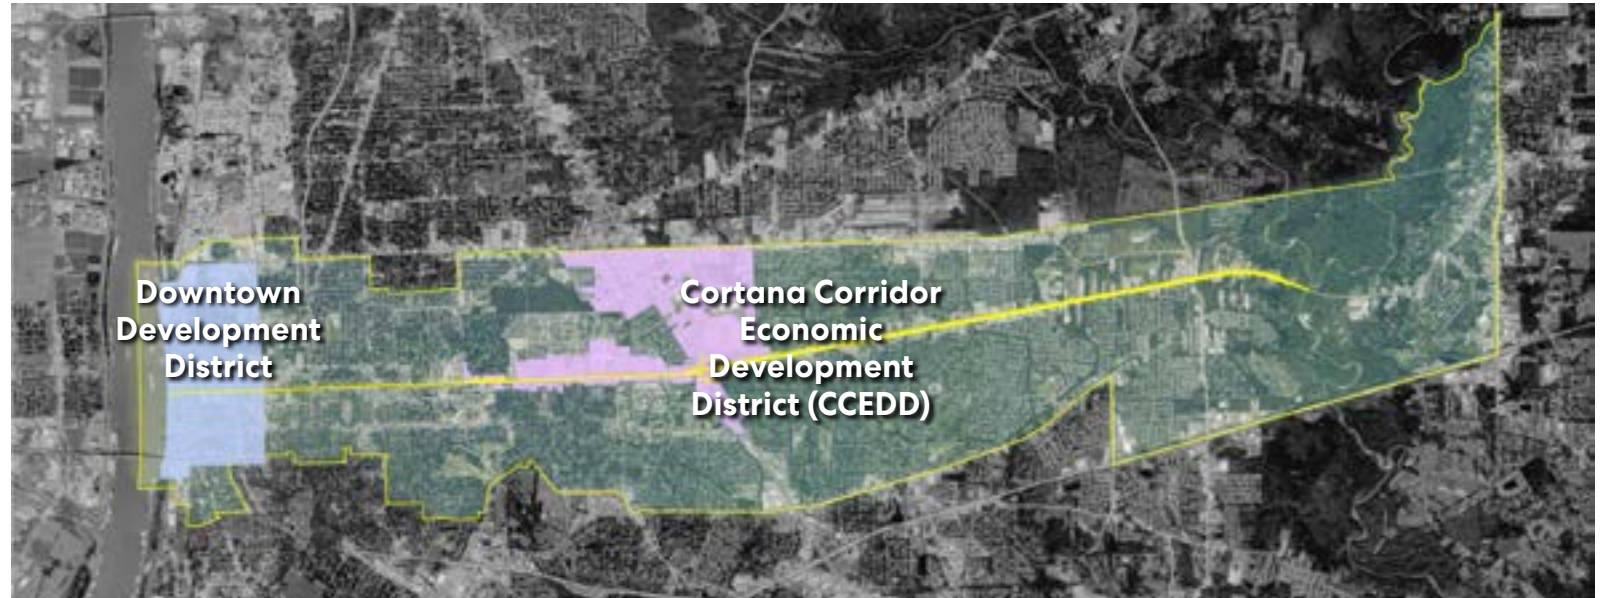 Downtown
Development
District
Cortana Corridor
Economic
Development
District (CCEDD)